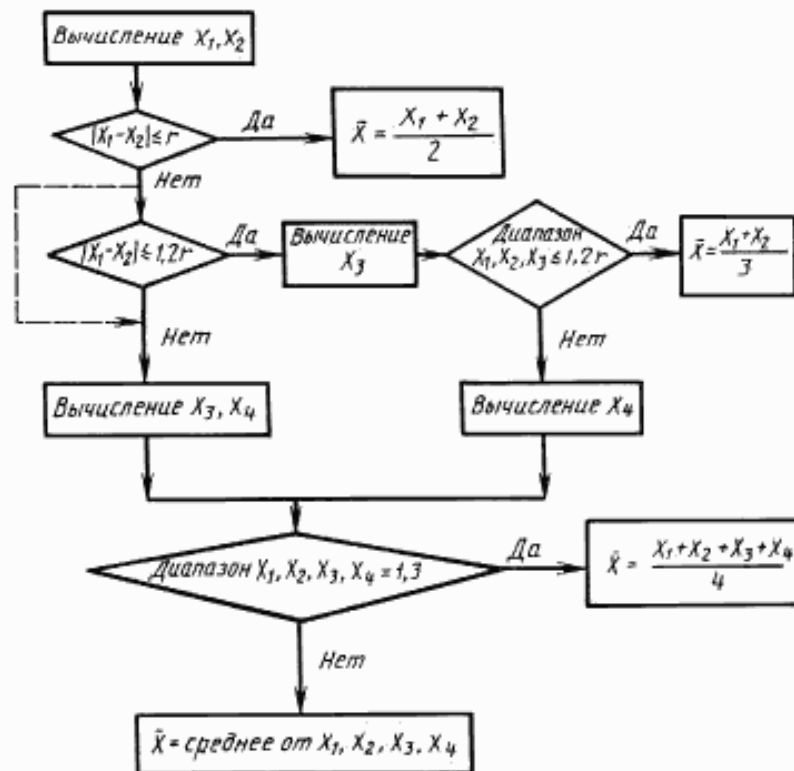 Вычисление X₁, X₂
|X₁-X₂|≤r
Да
X̄ = (X₁ + X₂)/2
Нет
|X₁-X₂|≤1,2r
Да
Вычисление
X₃
Диапазон
X₁, X₂, X₃≤1,2r
Да
X̄=(X₁+X₂)/3
Нет
Нет
Вычисление X₃, X₄
Вычисление X₄
Диапазон X₁, X₂, X₃, X₄=1,3
Да
X̄ = (X₁+X₂+X₃+X₄)/4
Нет
X̄ = среднее от X₁, X₂, X₃, X₄